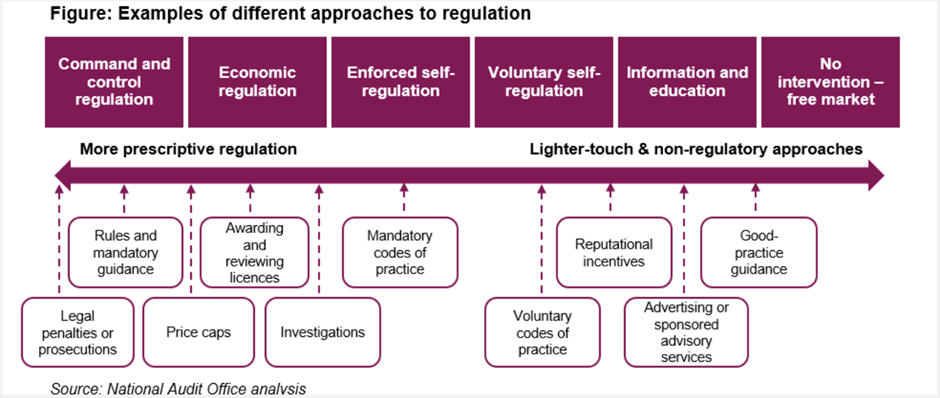 Figure: Examples of different approaches to regulation
Command and
control
regulation
Economic
regulation
Enforced self-
regulation
Voluntary self-
regulation
Information and
education
No
intervention –
free market
More prescriptive regulation
Lighter-touch & non-regulatory approaches
Rules and
mandatory
guidance
Awarding
and
reviewing
licences
Mandatory
codes of
practice
Reputational
incentives
Good-
practice
guidance
Legal
penalties or
prosecutions
Price caps
Investigations
Voluntary
codes of
practice
Advertising or
sponsored
advisory
services
Source: National Audit Office analysis